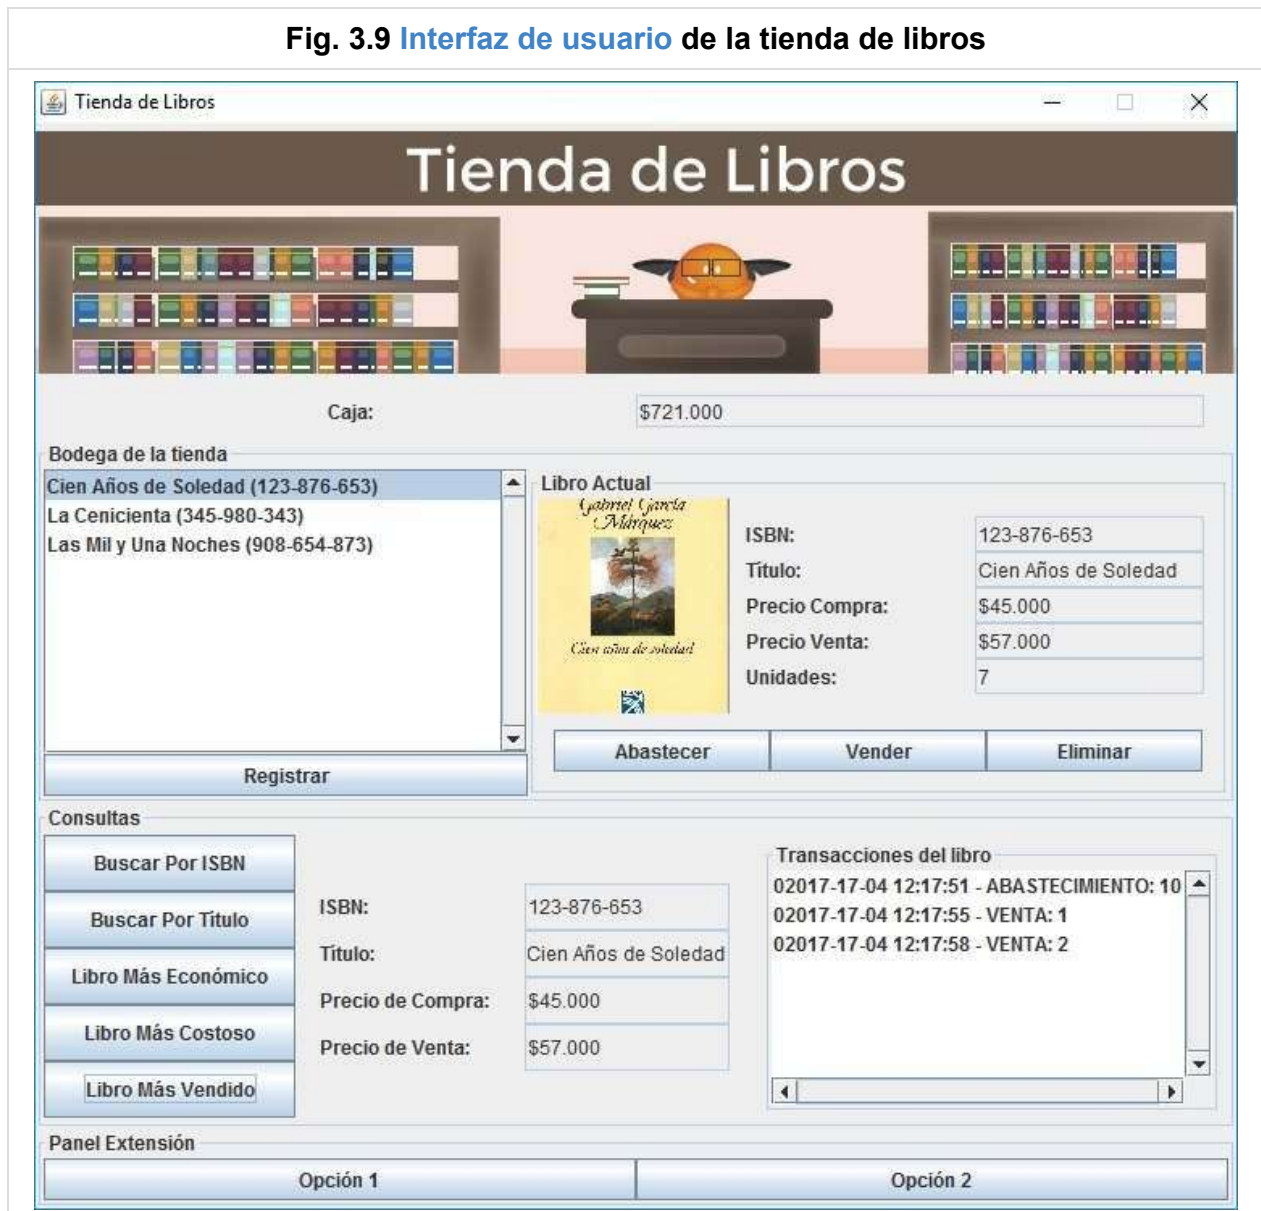 Fig. 3.9 Interfaz de usuario de la tienda de libros
Tienda de Libros
Tienda de Libros
Caja: $721.000
Bodega de la tienda
Cien Años de Soledad (123-876-653)
La Cenicienta (345-980-343)
Las Mil y Una Noches (908-654-873)
Registrar
Libro Actual
Gabriel García
Márquez
Cien años de soledad
ISBN: 123-876-653
Título: Cien Años de Soledad
Precio Compra: $45.000
Precio Venta: $57.000
Unidades: 7
Abastecer Vender Eliminar
Consultas
Buscar Por ISBN
Buscar Por Título
Libro Más Económico
Libro Más Costoso
Libro Más Vendido
ISBN: 123-876-653
Título: Cien Años de Soledad
Precio de Compra: $45.000
Precio de Venta: $57.000
Transacciones del libro
02017-17-04 12:17:51 - ABASTECIMIENTO: 10
02017-17-04 12:17:55 - VENTA: 1
02017-17-04 12:17:58 - VENTA: 2
Panel Extensión
Opción 1 Opción 2